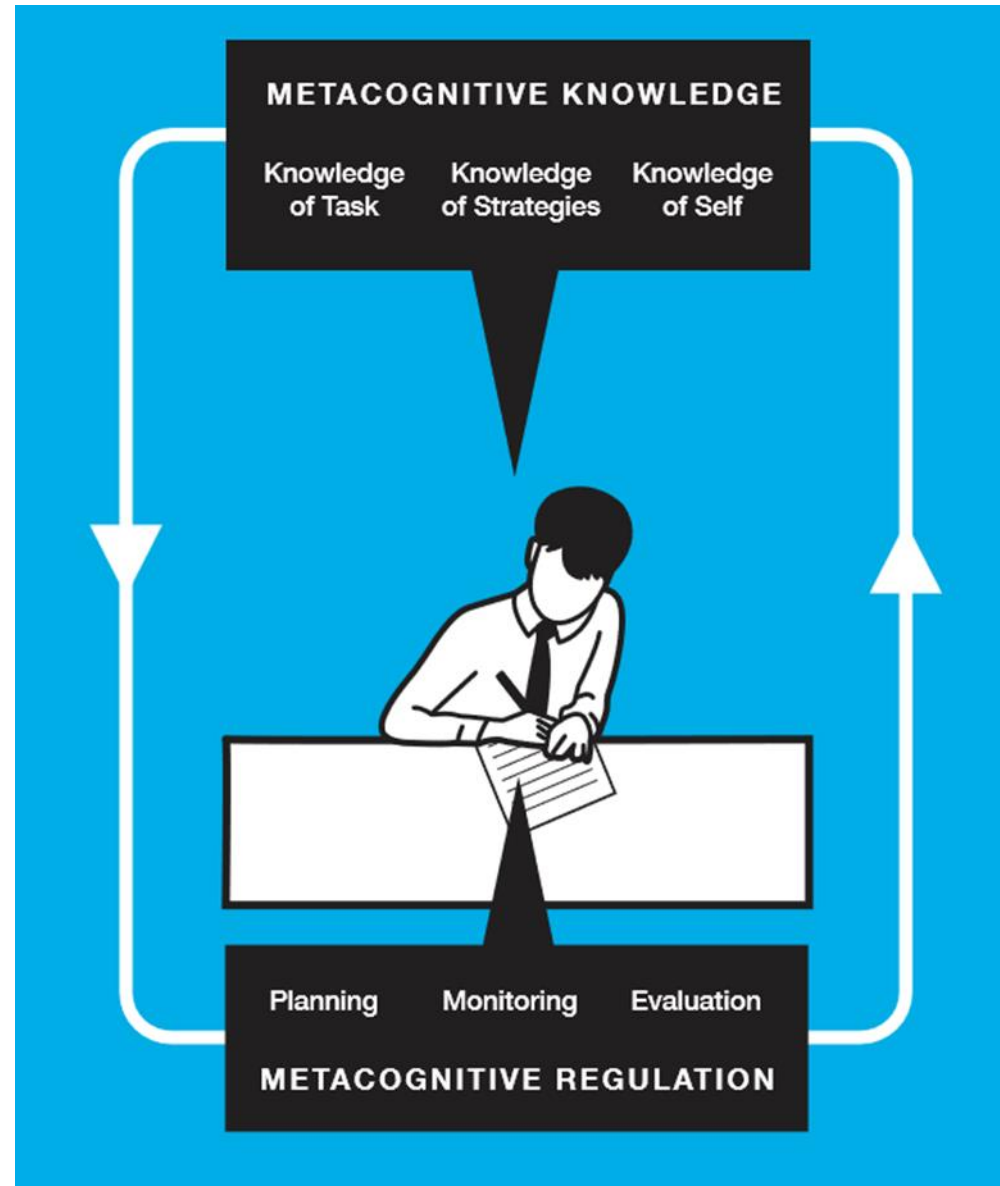 METACOGNITIVE KNOWLEDGE
Knowledge of Task
Knowledge of Strategies
Knowledge of Self
Planning Monitoring Evaluation
METACOGNITIVE REGULATION